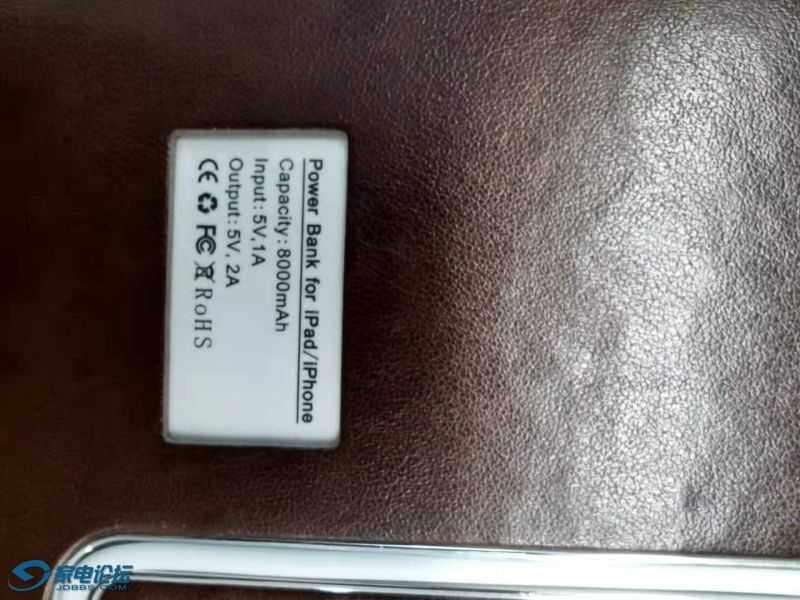 Power Bank for iPad/iPhone
Capacity: 8000mAh
Input: 5V,1A
Output: 5V, 2A
CE FC RoHS
家电论坛
JDBBS.COM